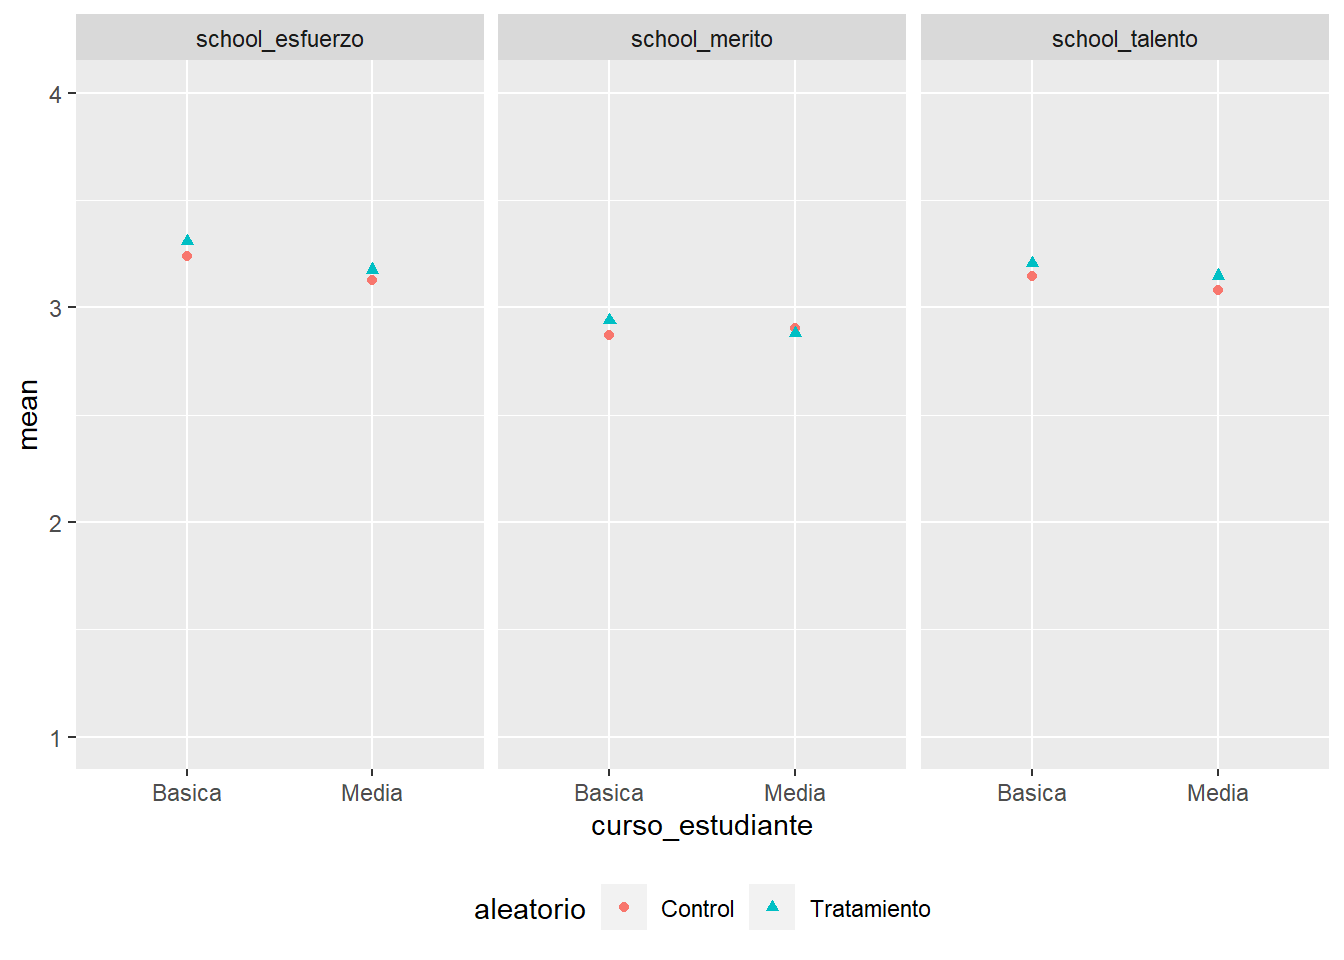 school_esfuerzo
school_merito
school_talento
4
3
2
1
mean
Basica
Media
Basica
Media
Basica
Media
curso_estudiante
aleatorio Control Tratamiento